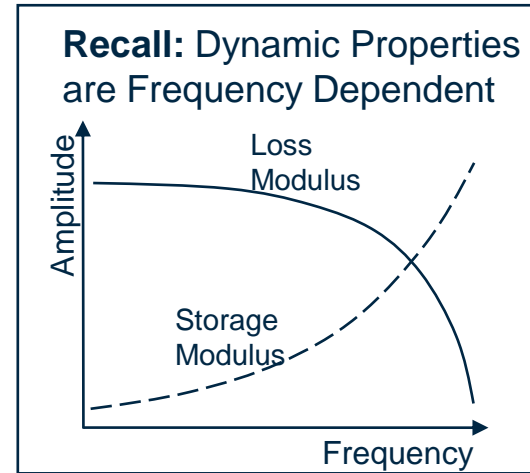 Recall: Dynamic Properties
are Frequency Dependent
Amplitude
Loss
Modulus
Storage
Modulus
Frequency